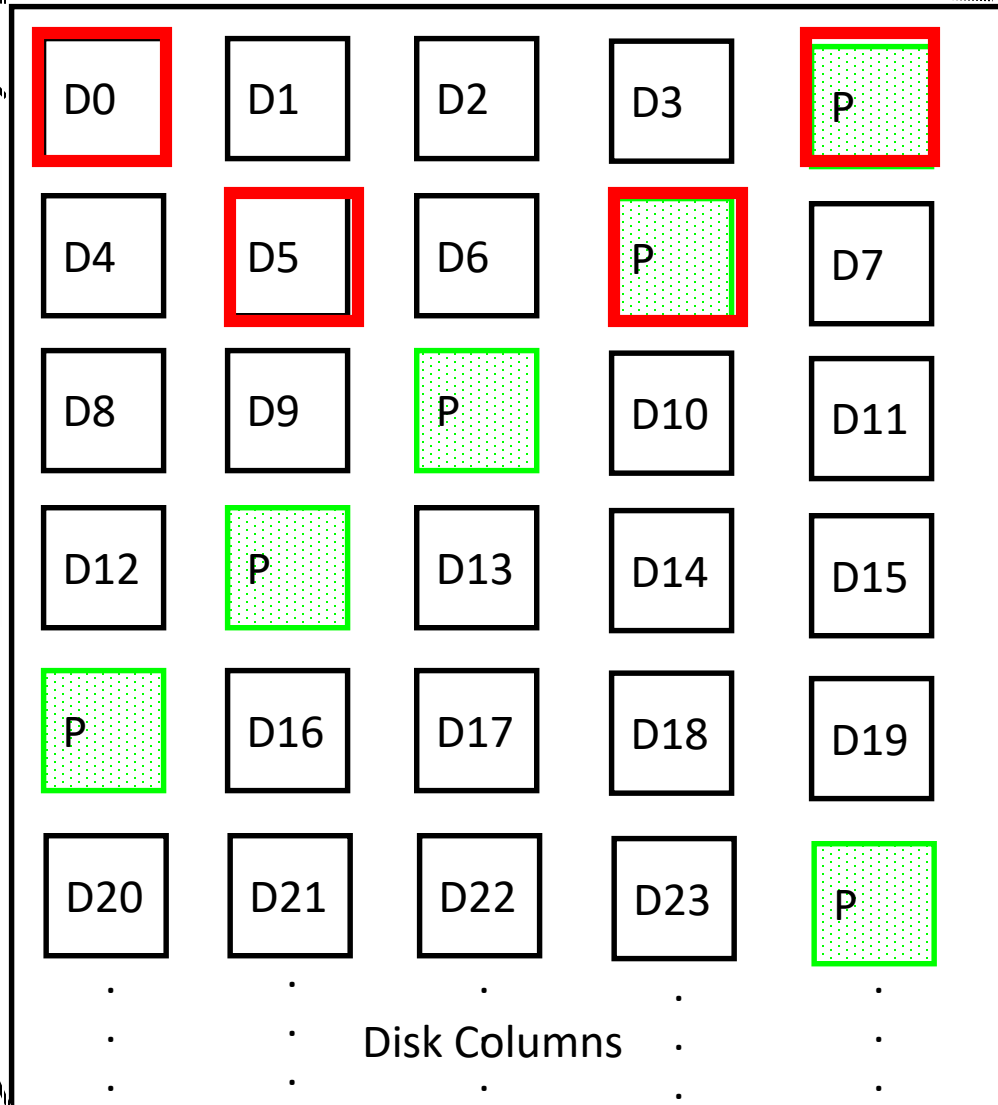 D0 D1 D2 D3 P
D4 D5 D6 P D7
D8 D9 P D10 D11
D12 P D13 D14 D15
P D16 D17 D18 D19
D20 D21 D22 D23 P
Disk Columns